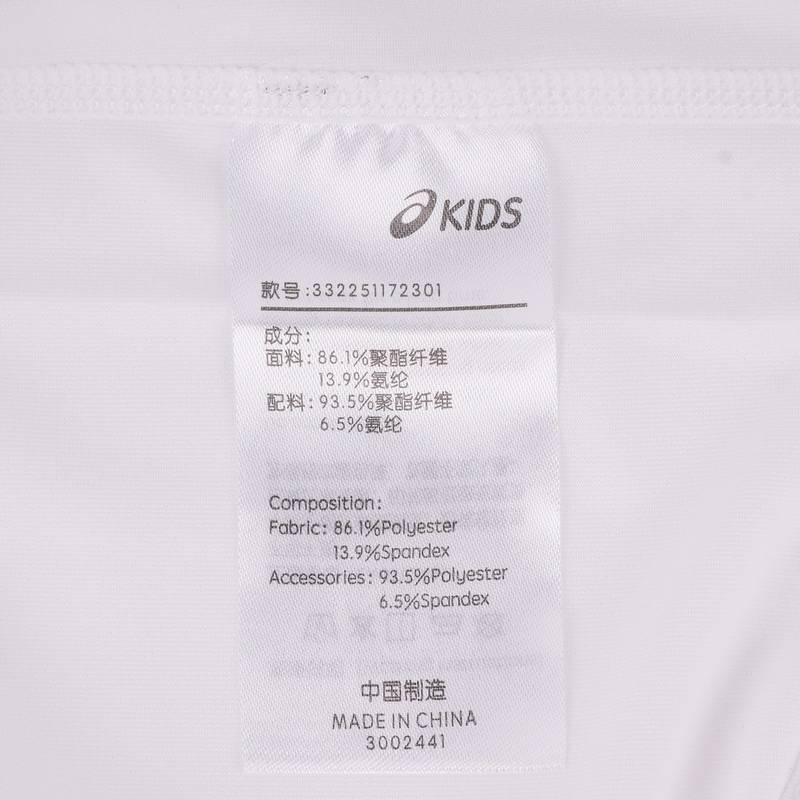 KIDS
款号:332251172301
成分:
面料: 86.1%聚酯纤维
13.9%氨纶
配料: 93.5%聚酯纤维
6.5%氨纶
Composition:
Fabric: 86.1%Polyester
13.9%Spandex
Accessories: 93.5%Polyester
6.5%Spandex
中国制造
MADE IN CHINA
3002441